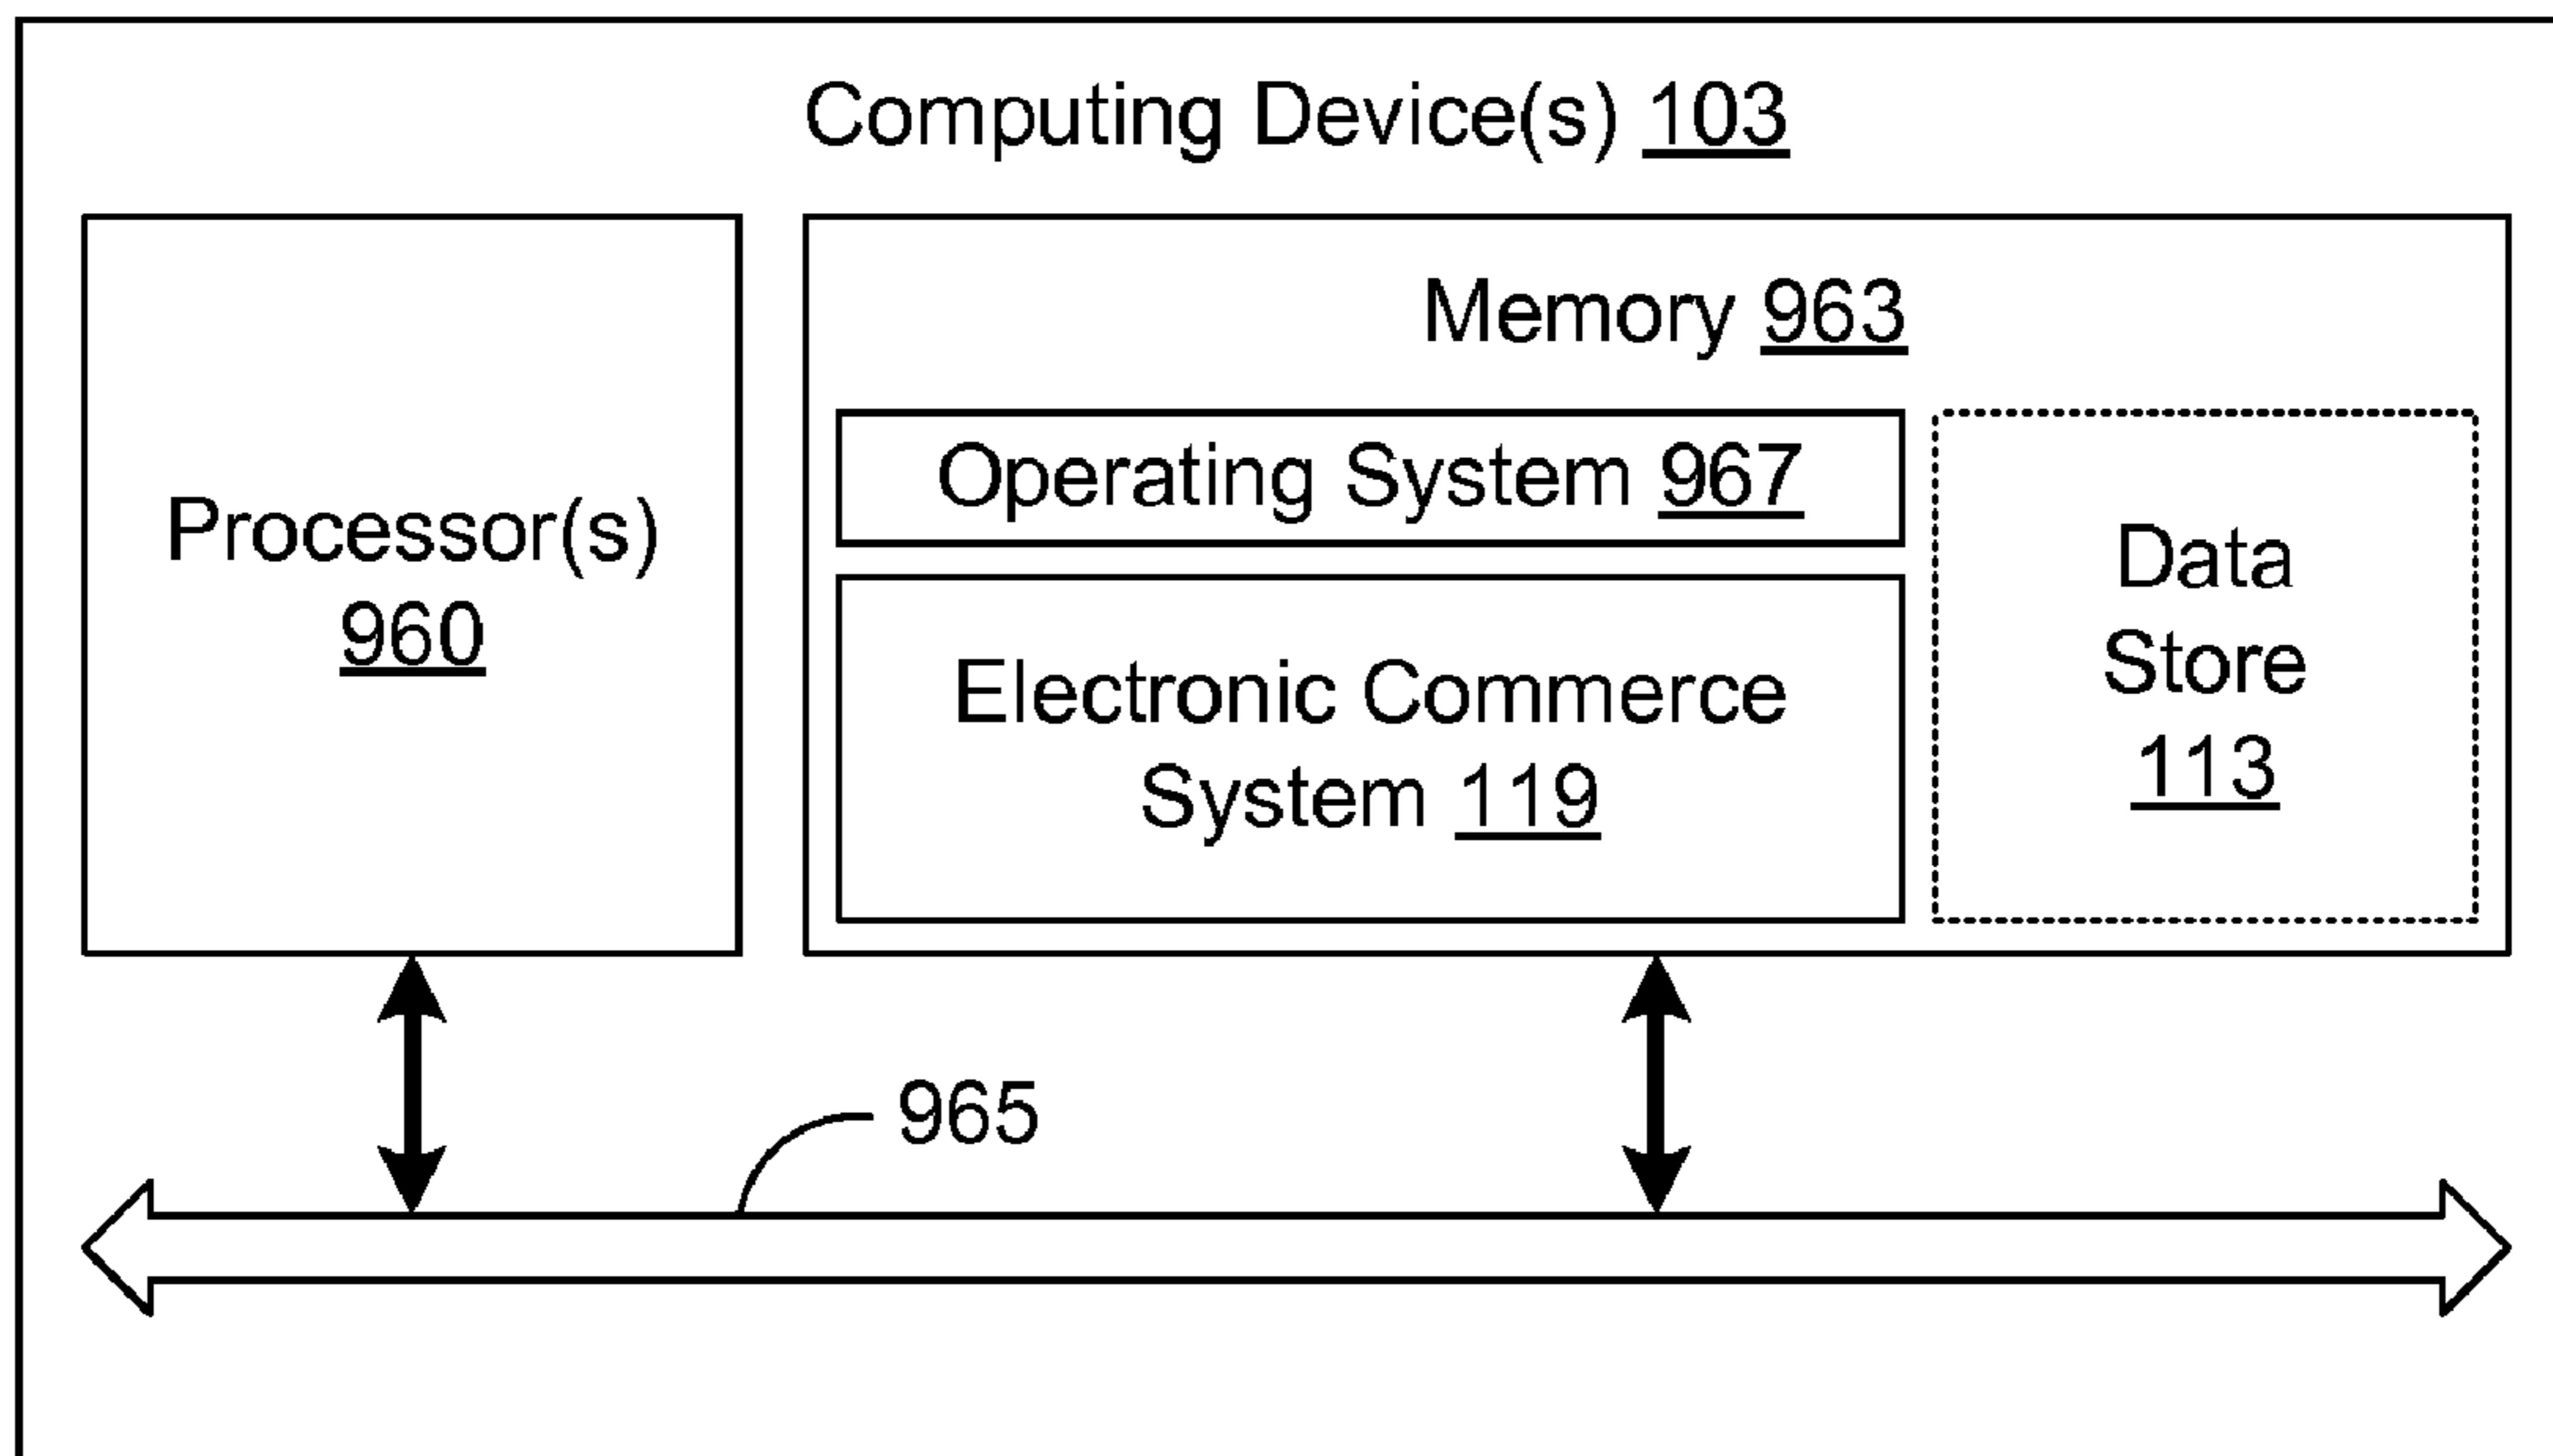 Computing Device(s) 103
Processor(s)
960
Memory 963
Operating System 967
Electronic Commerce
System 119
Data
Store
113
965